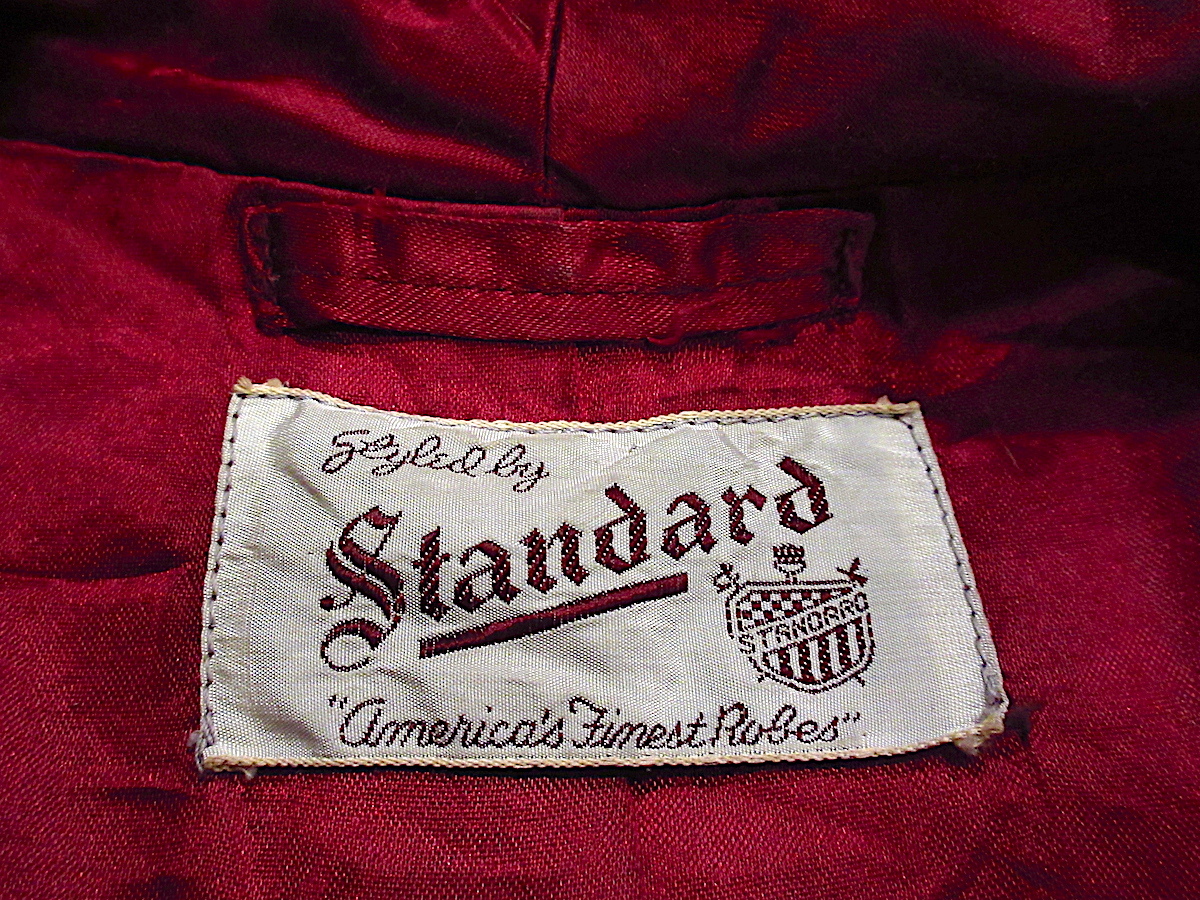 Styled by
Standard
STANDARD
"America's Finest Robes"